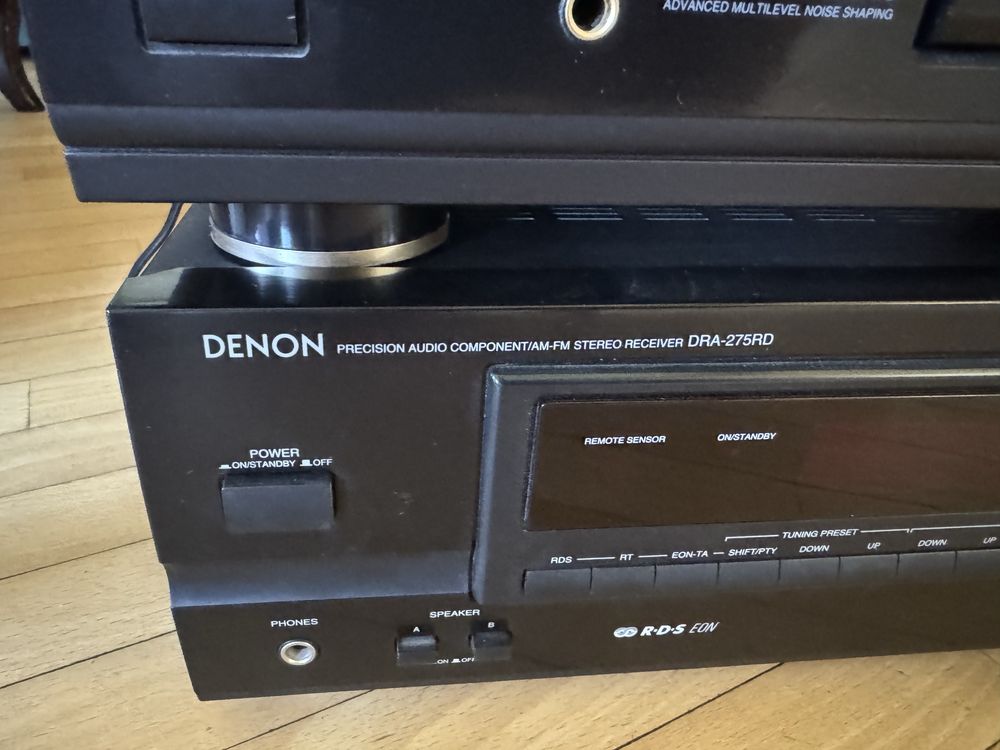 ADVANCED MULTILEVEL NOISE SHAPING
DENON PRECISION AUDIO COMPONENT/AM-FM STEREO RECEIVER DRA-275RD
REMOTE SENSOR ON/STANDBY
POWER
ON/STANDBY OFF
TUNING PRESET
RDS RT EON-TA SHIFT/PTY DOWN UP DOWN UP
SPEAKER
PHONES A B
ON OFF
R·D·S EON